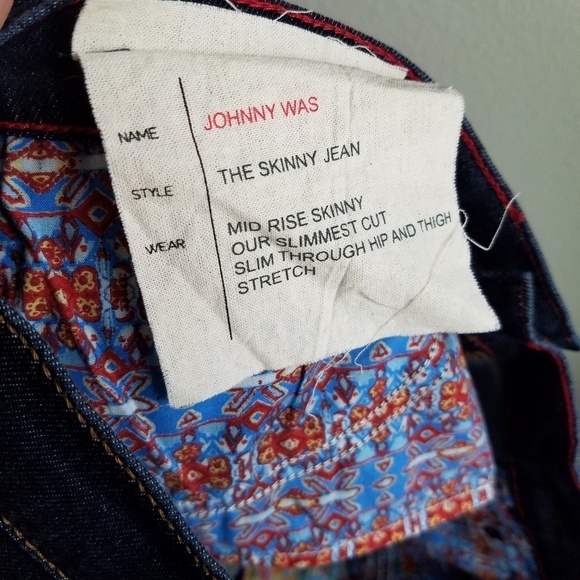 NAME JOHNNY WAS
STYLE THE SKINNY JEAN
WEAR MID RISE SKINNY
OUR SLIMMEST CUT
SLIM THROUGH HIP AND THIGH
STRETCH